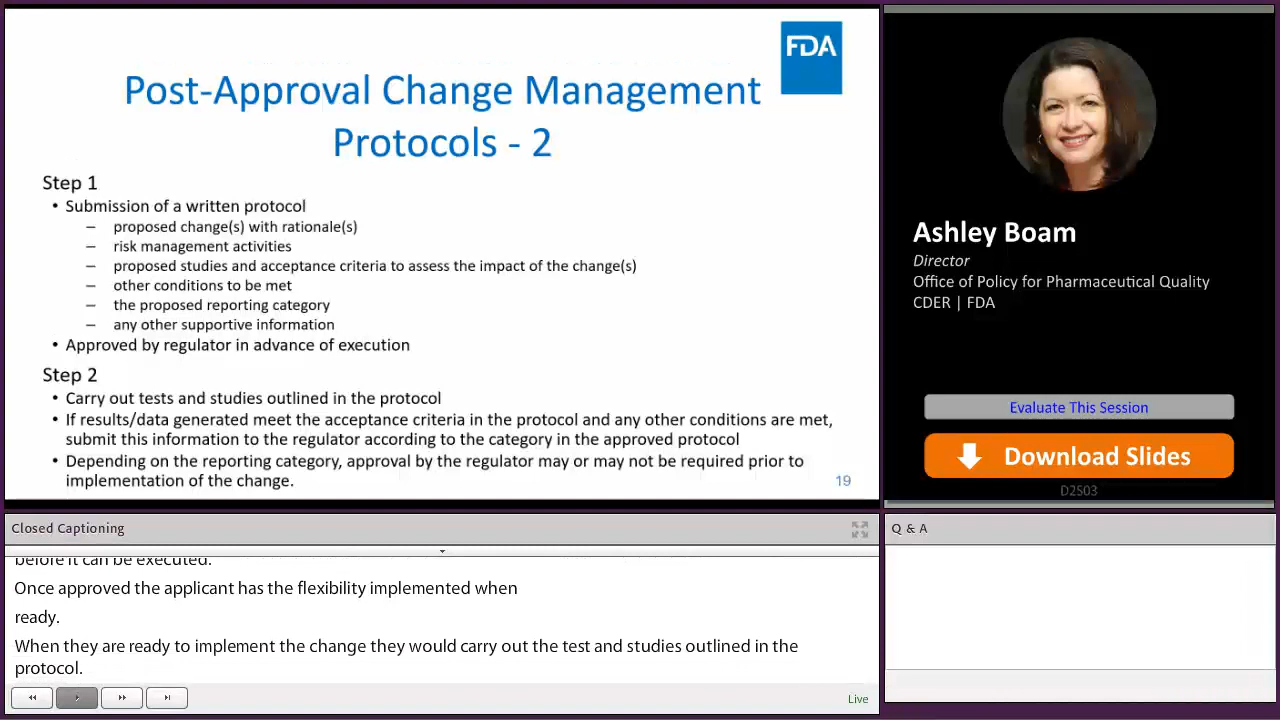 FDA
Post-Approval Change Management
Protocols - 2
Step 1
• Submission of a written protocol
– proposed change(s) with rationale(s)
– risk management activities
– proposed studies and acceptance criteria to assess the impact of the change(s)
– other conditions to be met
– the proposed reporting category
– any other supportive information
• Approved by regulator in advance of execution
Step 2
• Carry out tests and studies outlined in the protocol
• If results/data generated meet the acceptance criteria in the protocol and any other conditions are met,
submit this information to the regulator according to the category in the approved protocol
• Depending on the reporting category, approval by the regulator may or may not be required prior to
implementation of the change.
19
Ashley Boam
Director
Office of Policy for Pharmaceutical Quality
CDER | FDA
Evaluate This Session
Download Slides
D2S03
Closed Captioning
before it can be executed.
Once approved the applicant has the flexibility implemented when
ready.
When they are ready to implement the change they would carry out the test and studies outlined in the
protocol.
Live
Q & A